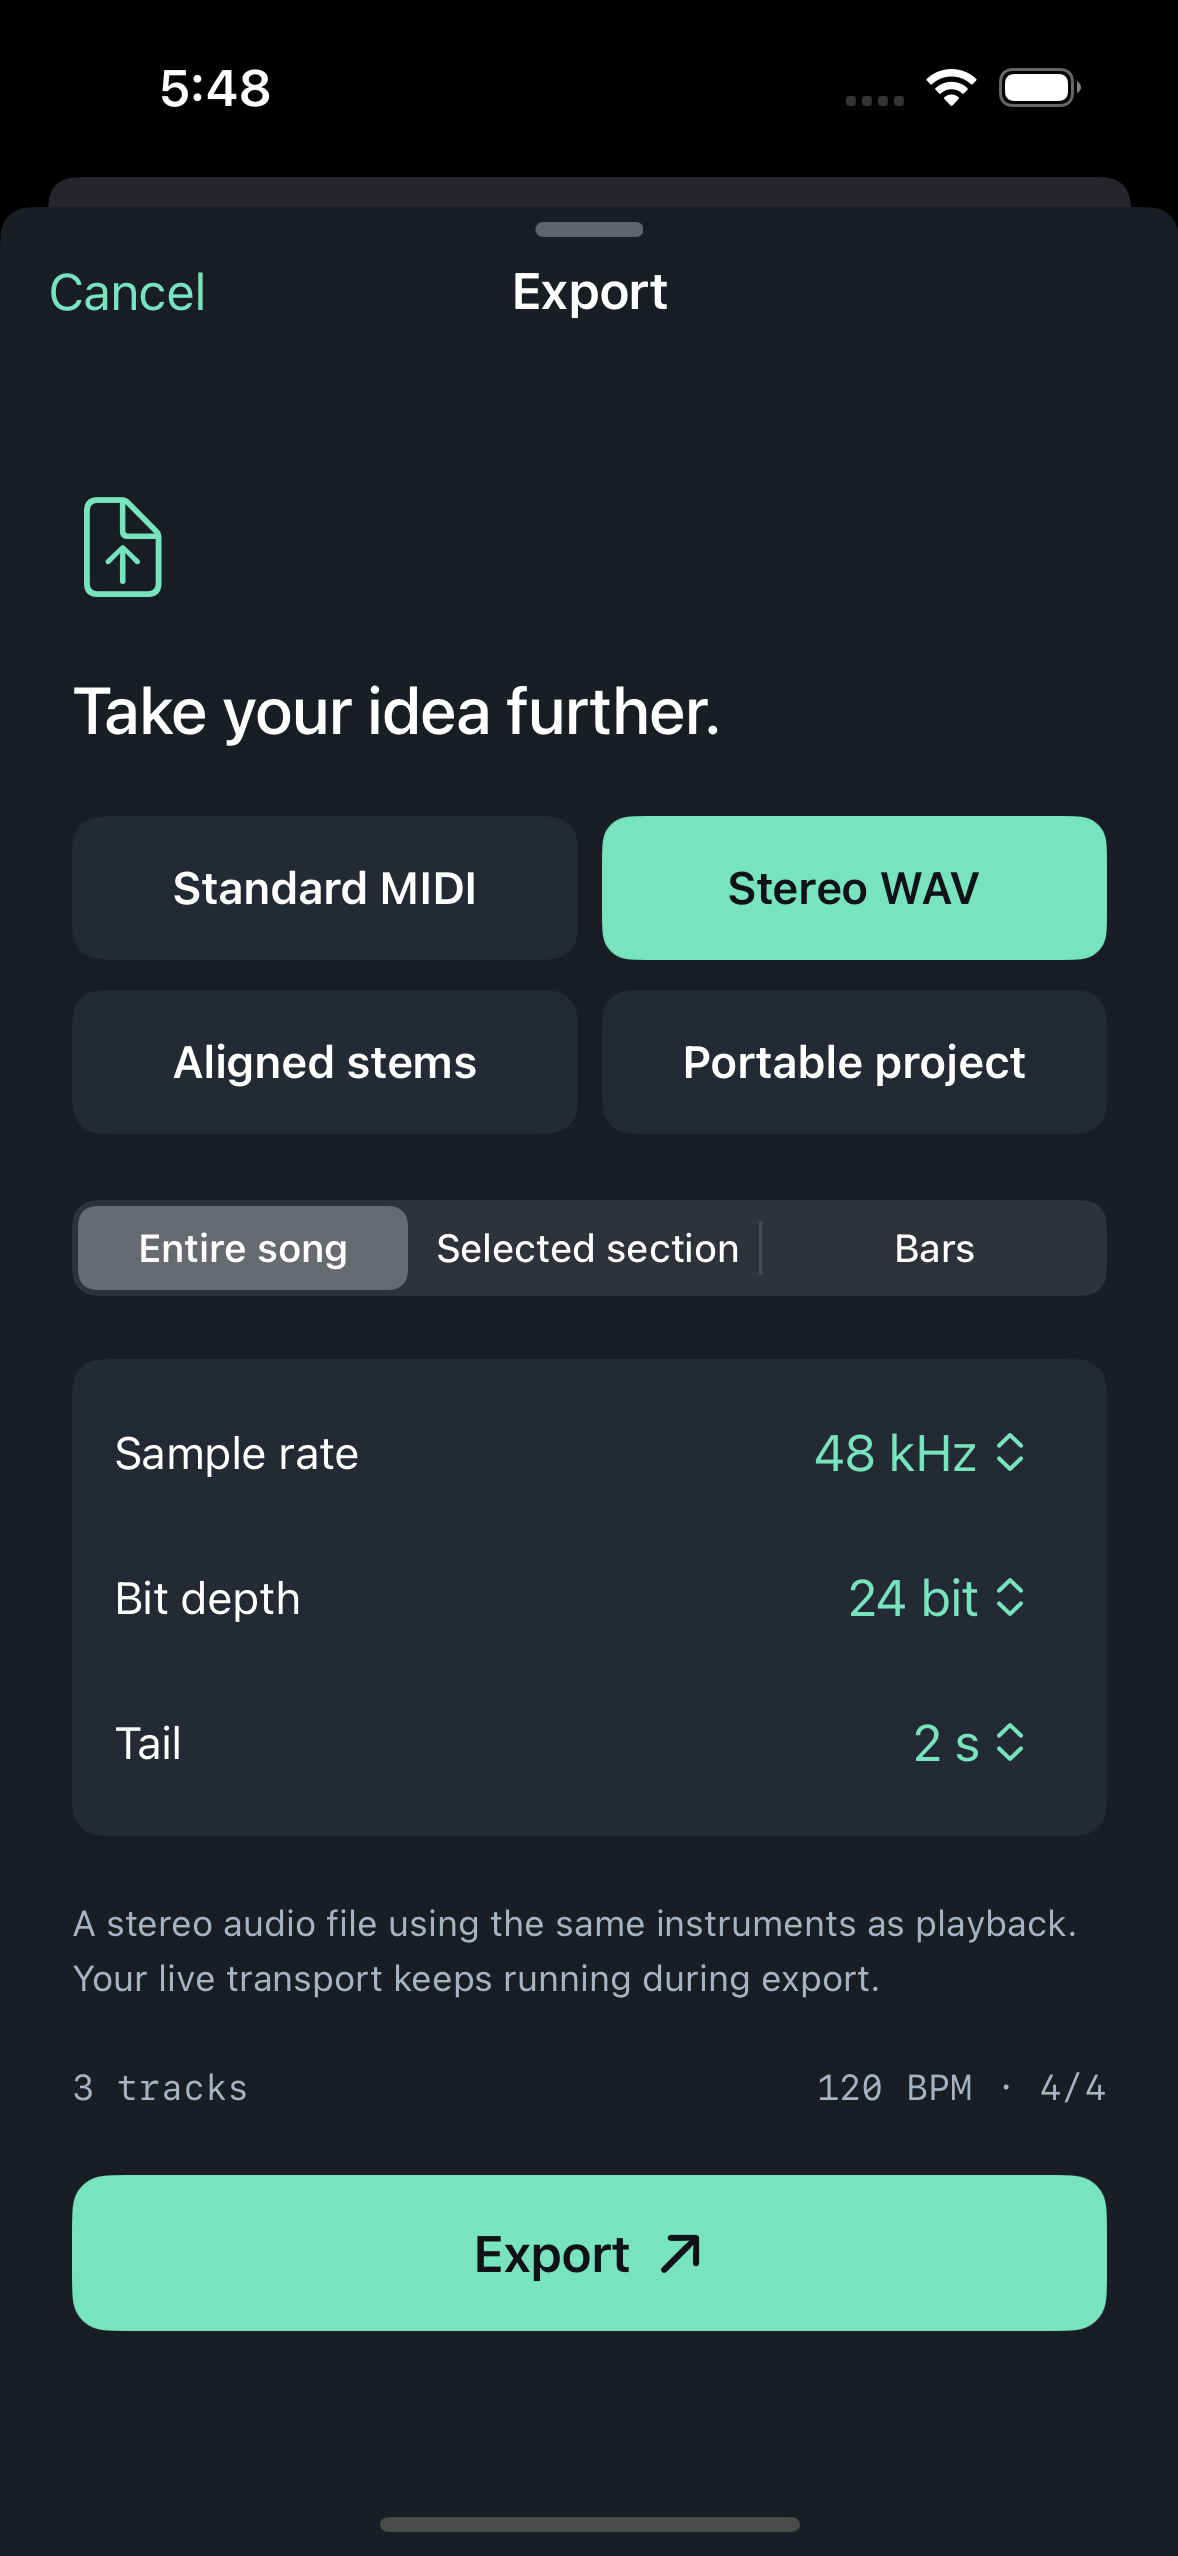 5:48
Cancel
Export
Take your idea further.
Standard MIDI
Stereo WAV
Aligned stems
Portable project
Entire song
Selected section
Bars
Sample rate
48 kHz
Bit depth
24 bit
Tail
2 s
A stereo audio file using the same instruments as playback.
Your live transport keeps running during export.
3 tracks
120 BPM · 4/4
Export